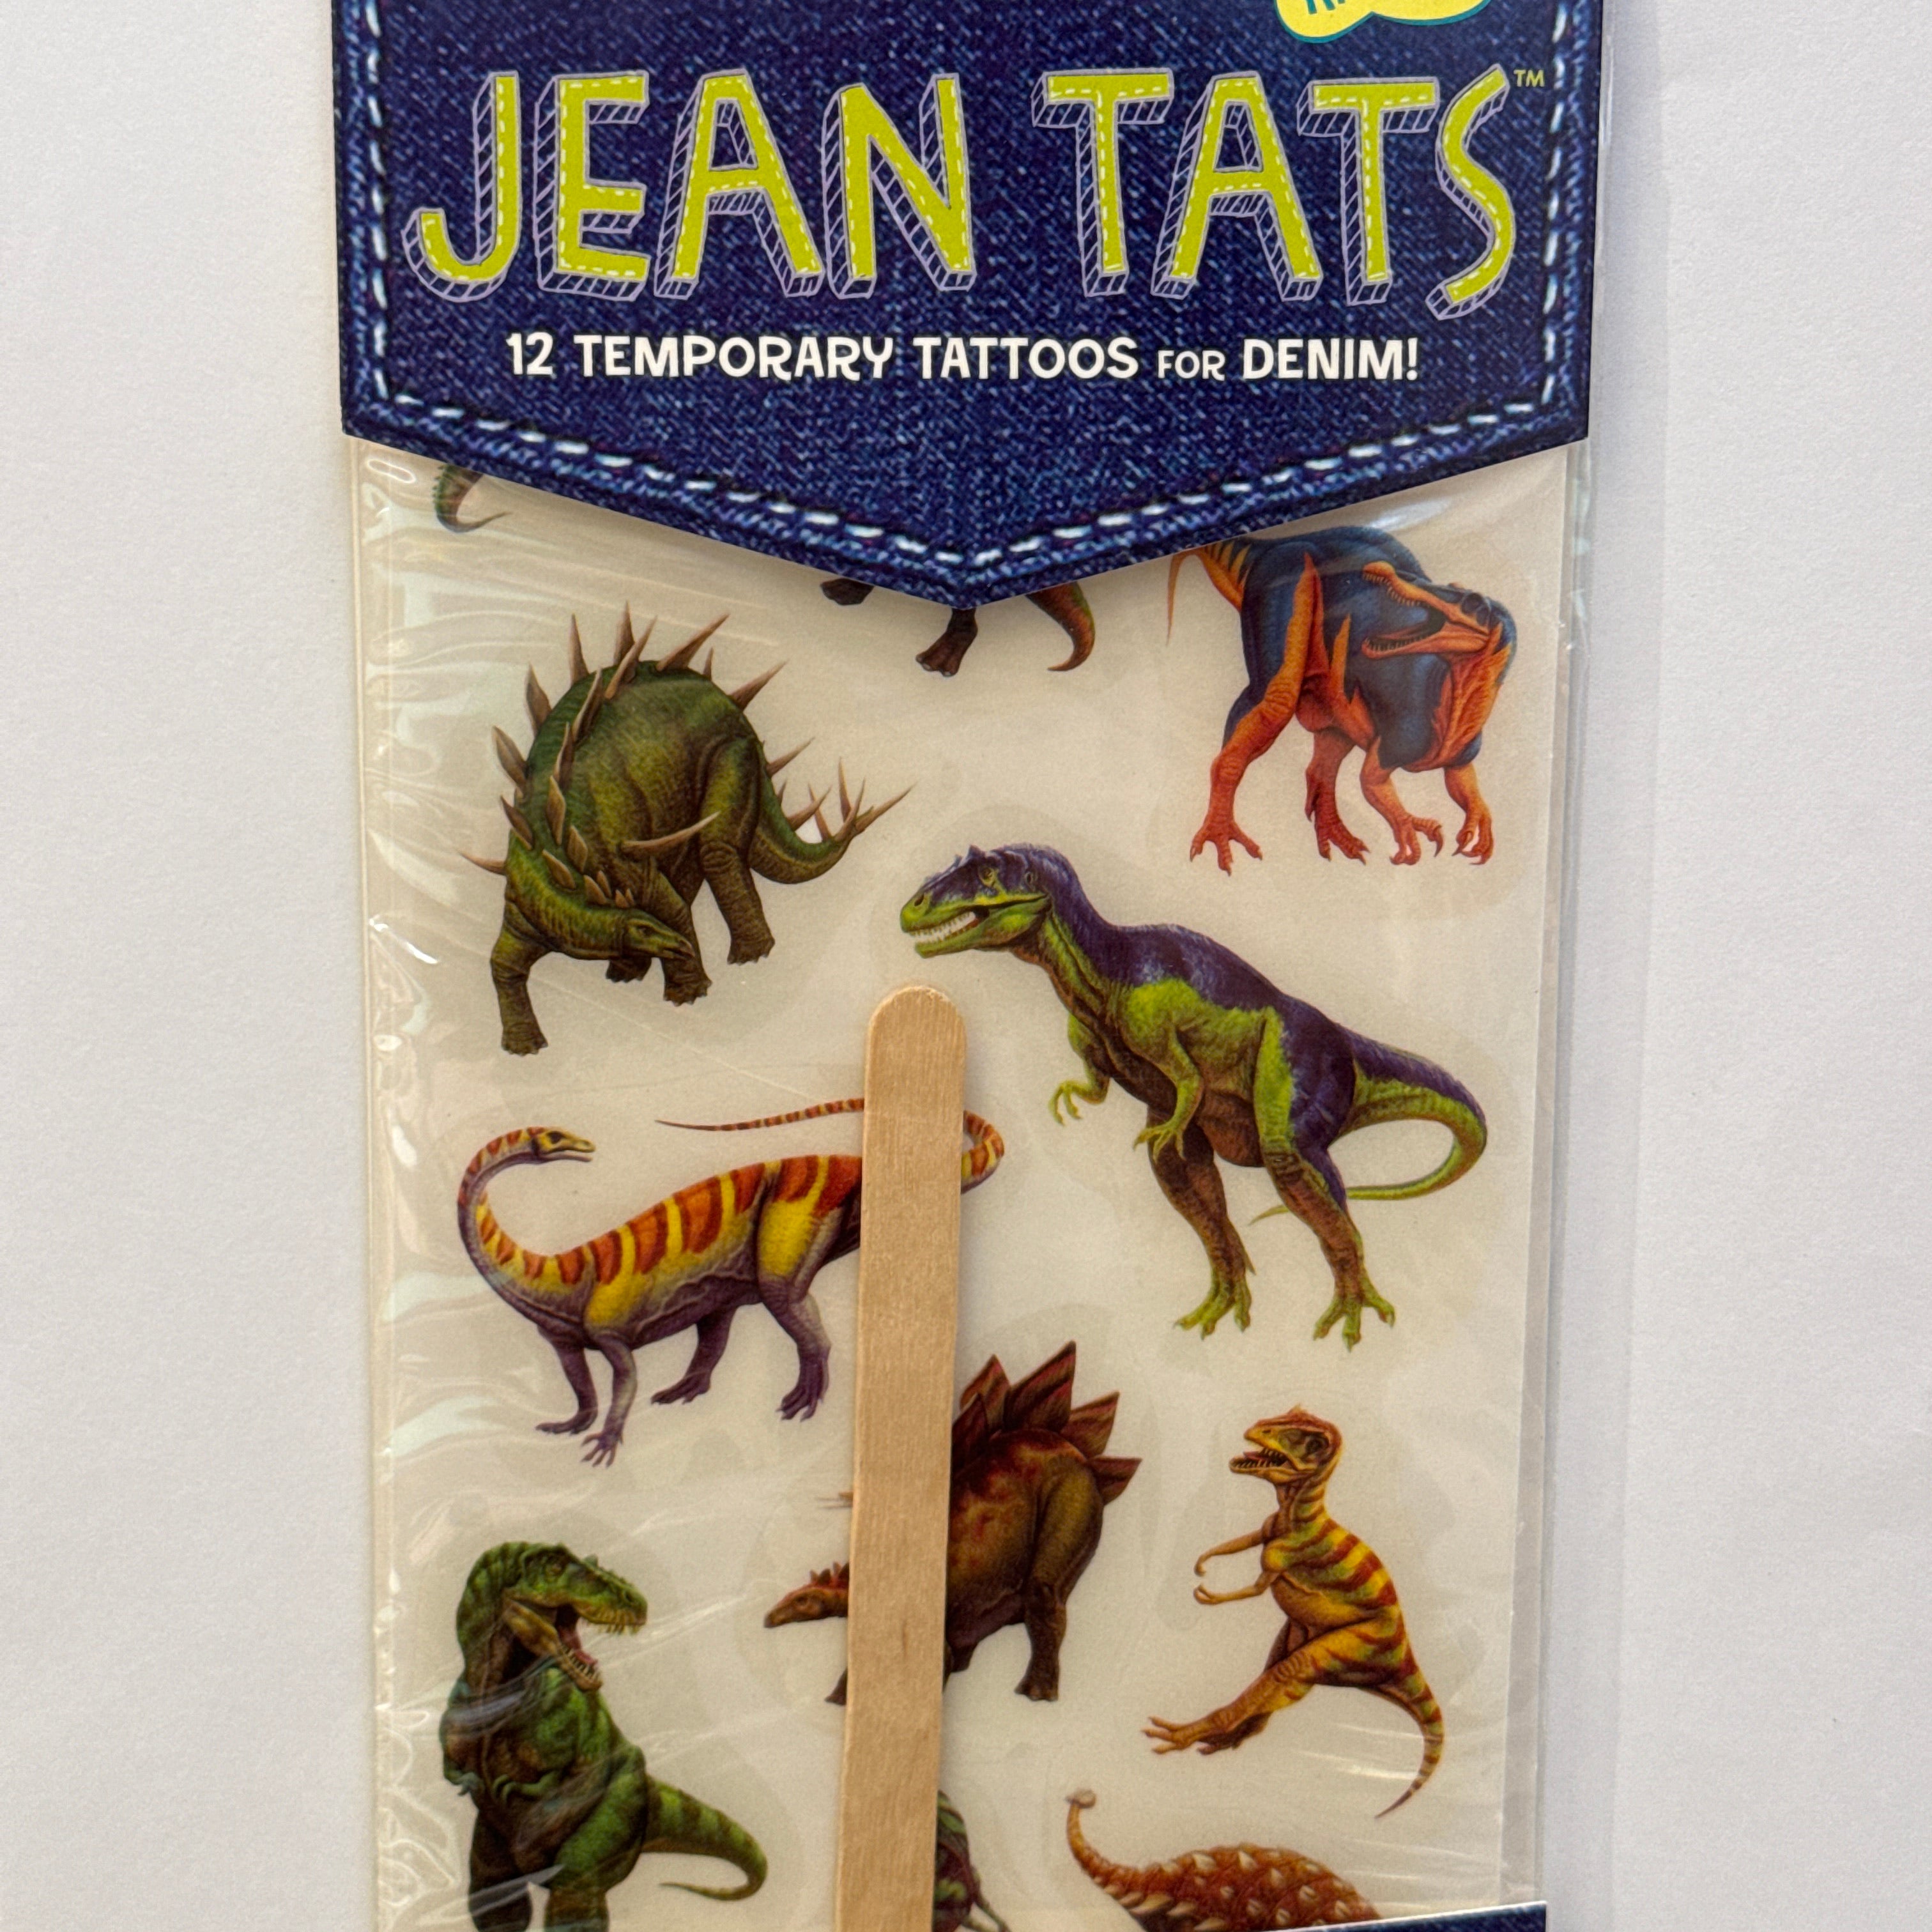 JEAN TATS™
12 TEMPORARY TATTOOS FOR DENIM!